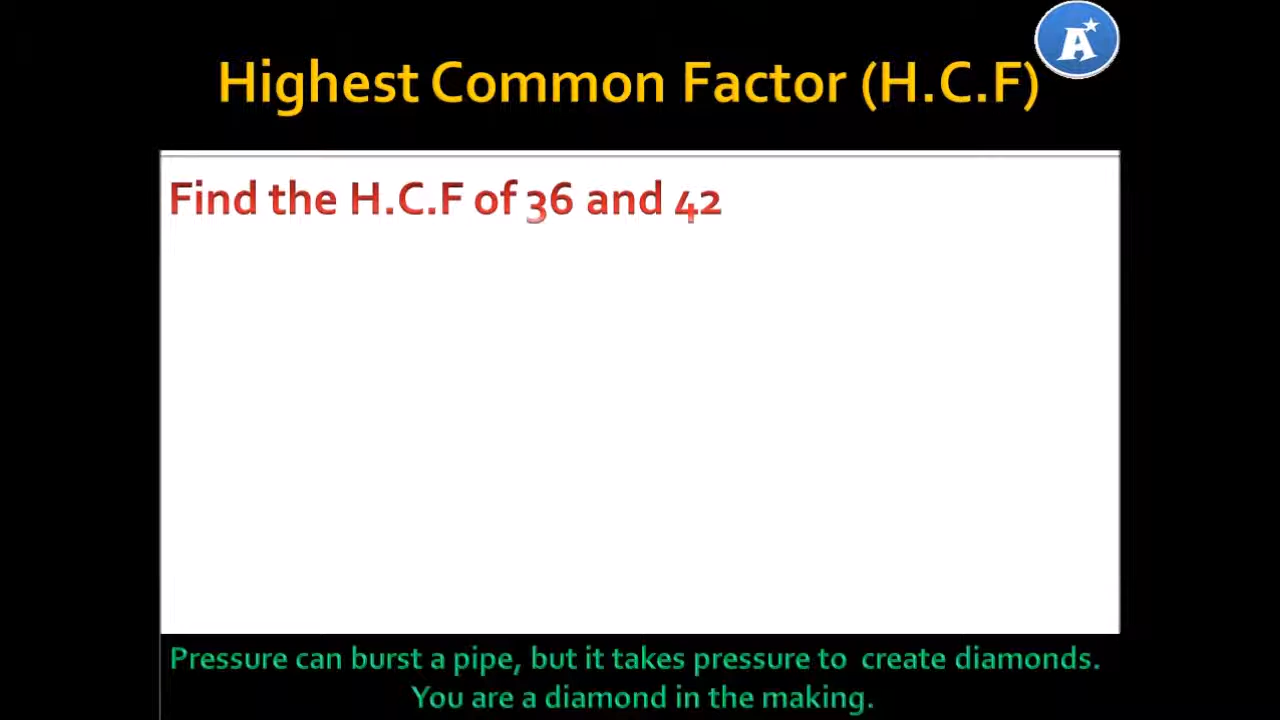 Highest Common Factor (H.C.F)
A
Find the H.C.F of 36 and 42
Pressure can burst a pipe, but it takes pressure to create diamonds.
You are a diamond in the making.